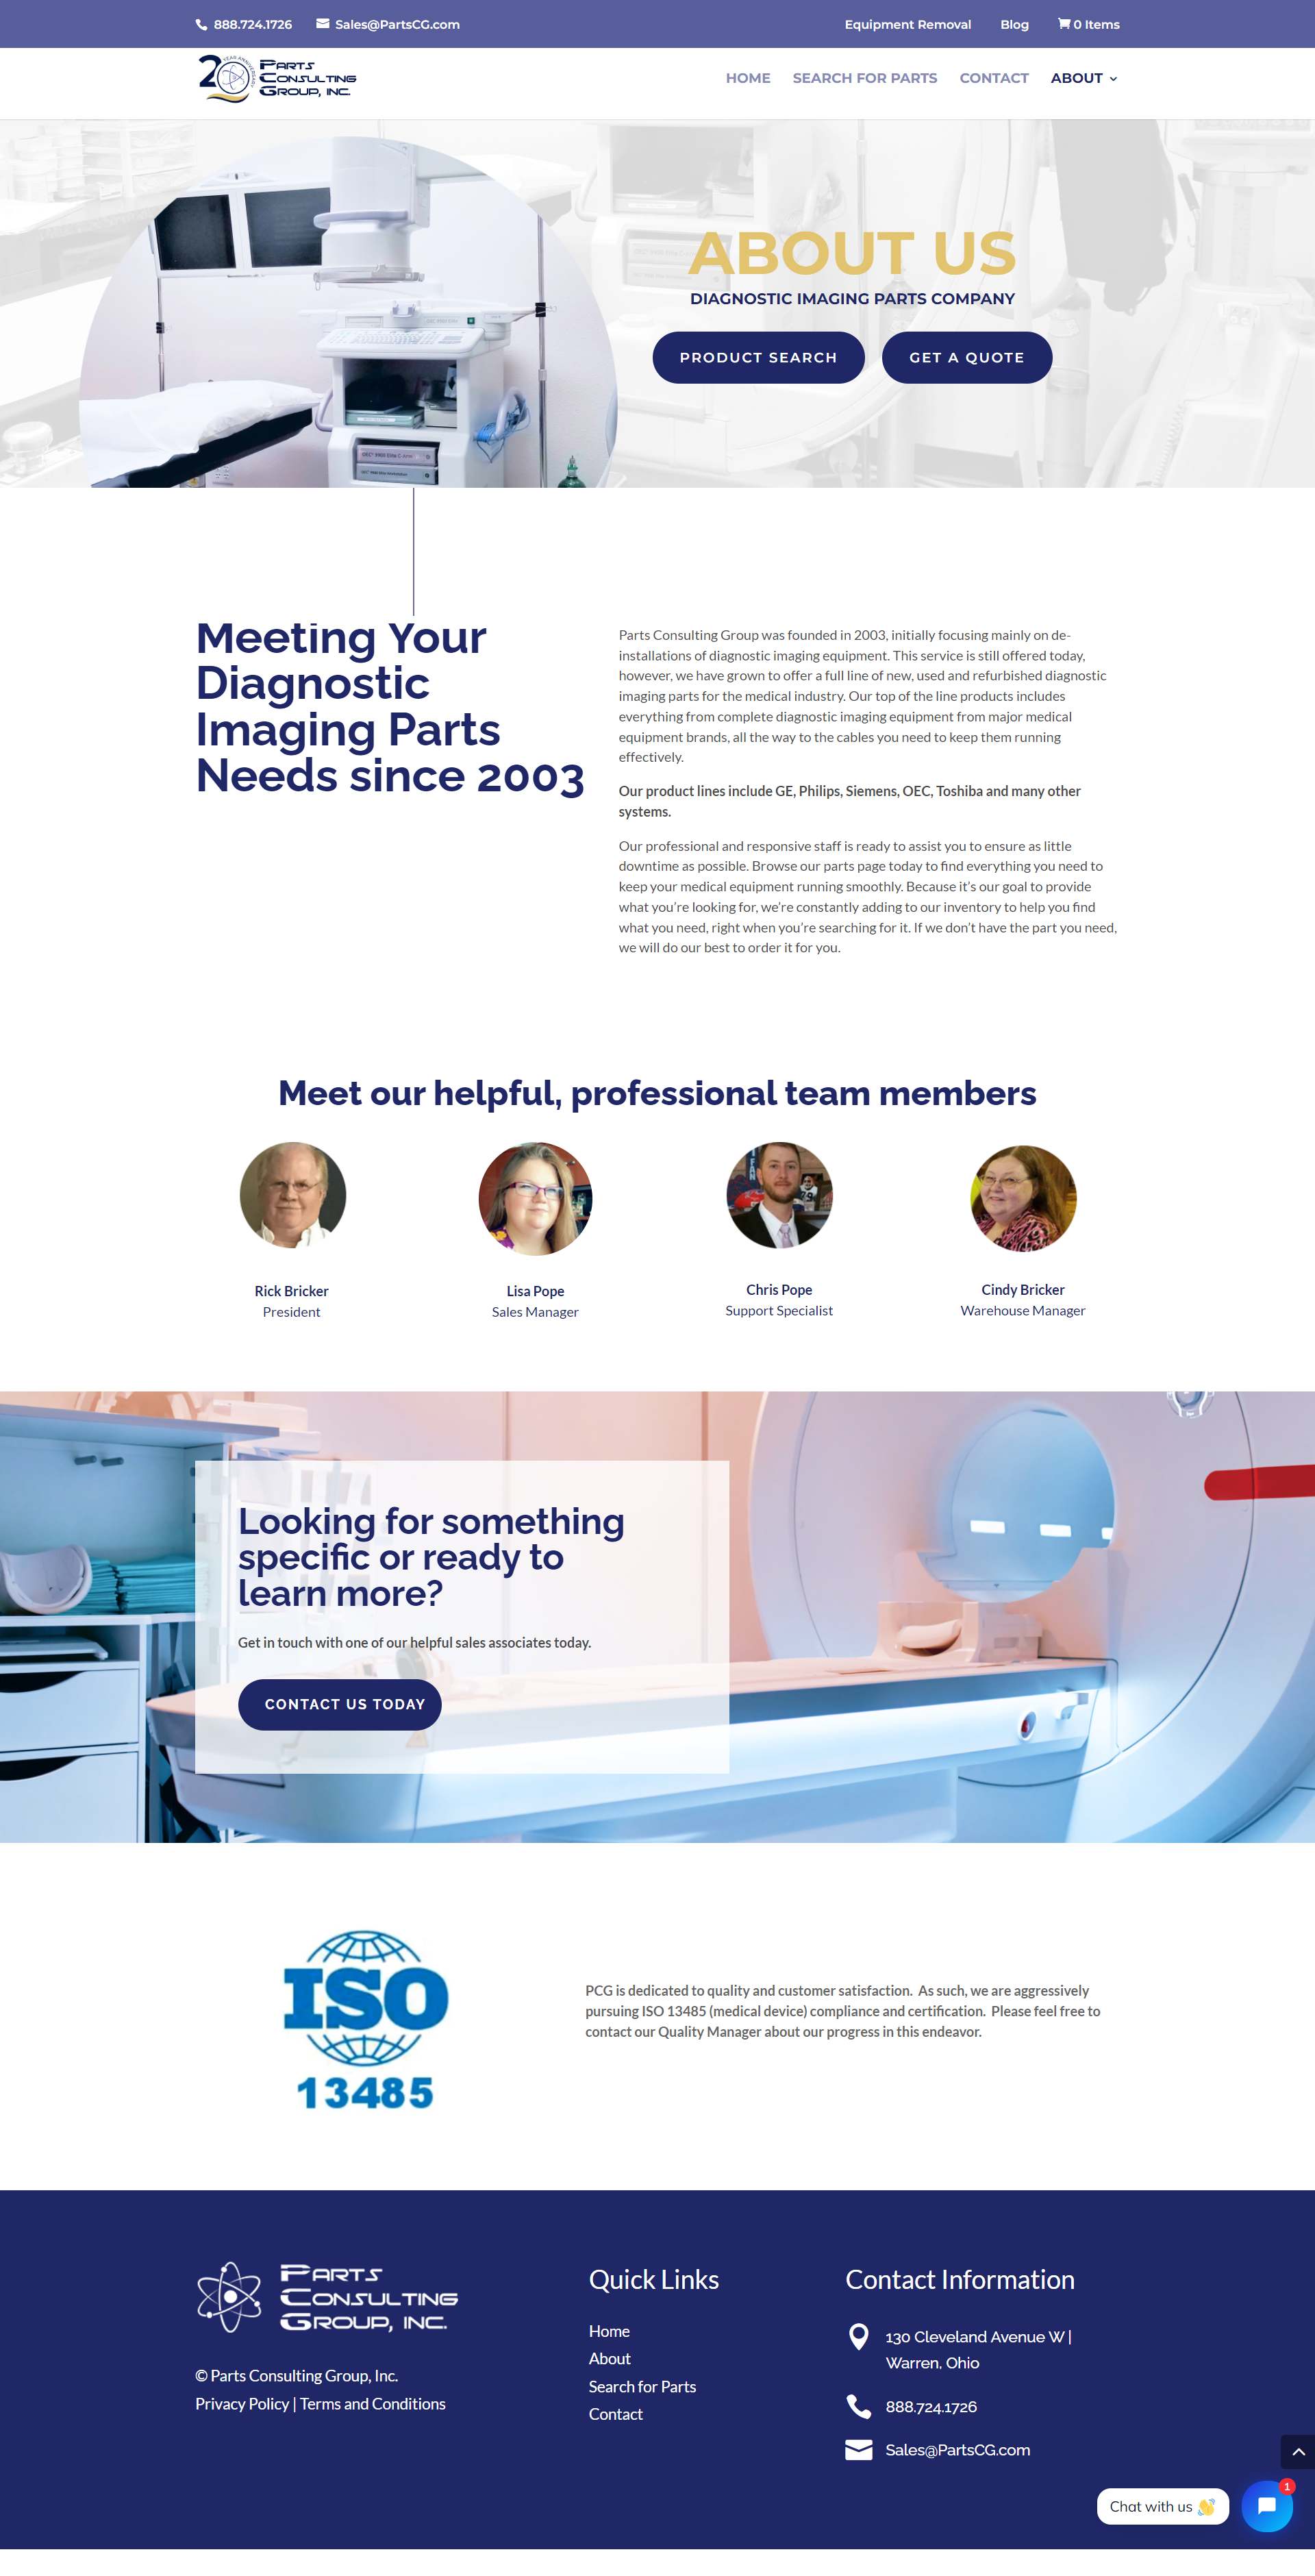 888.724.1726
Sales@PartsCG.com
Equipment Removal
Blog
0 Items
20 YEAR ANNIVERSARY
PARTS
CONSULTING
GROUP, INC.
HOME
SEARCH FOR PARTS
CONTACT
ABOUT
ABOUT US
DIAGNOSTIC IMAGING PARTS COMPANY
PRODUCT SEARCH
GET A QUOTE
Meeting Your
Diagnostic
Imaging Parts
Needs since 2003
Parts Consulting Group was founded in 2003, initially focusing mainly on de-
installations of diagnostic imaging equipment. This service is still offered today,
however, we have grown to offer a full line of new, used and refurbished diagnostic
imaging parts for the medical industry. Our top of the line products includes
everything from complete diagnostic imaging equipment from major medical
equipment brands, all the way to the cables you need to keep them running
effectively.
Our product lines include GE, Philips, Siemens, OEC, Toshiba and many other
systems.
Our professional and responsive staff is ready to assist you to ensure as little
downtime as possible. Browse our parts page today to find everything you need to
keep your medical equipment running smoothly. Because it's our goal to provide
what you're looking for, we're constantly adding to our inventory to help you find
what you need, right when you're searching for it. If we don't have the part you need,
we will do our best to order it for you.
Meet our helpful, professional team members
Rick Bricker
President
Lisa Pope
Sales Manager
Chris Pope
Support Specialist
Cindy Bricker
Warehouse Manager
Looking for something
specific or ready to
learn more?
Get in touch with one of our helpful sales associates today.
CONTACT US TODAY
ISO
13485
PCG is dedicated to quality and customer satisfaction.  As such, we are aggressively
pursuing ISO 13485 (medical device) compliance and certification.  Please feel free to
contact our Quality Manager about our progress in this endeavor.
PARTS
CONSULTING
GROUP, INC.
© Parts Consulting Group, Inc.
Privacy Policy | Terms and Conditions
Quick Links
Home
About
Search for Parts
Contact
Contact Information
130 Cleveland Avenue W |
Warren, Ohio
888.724.1726
Sales@PartsCG.com
Chat with us 👋
1